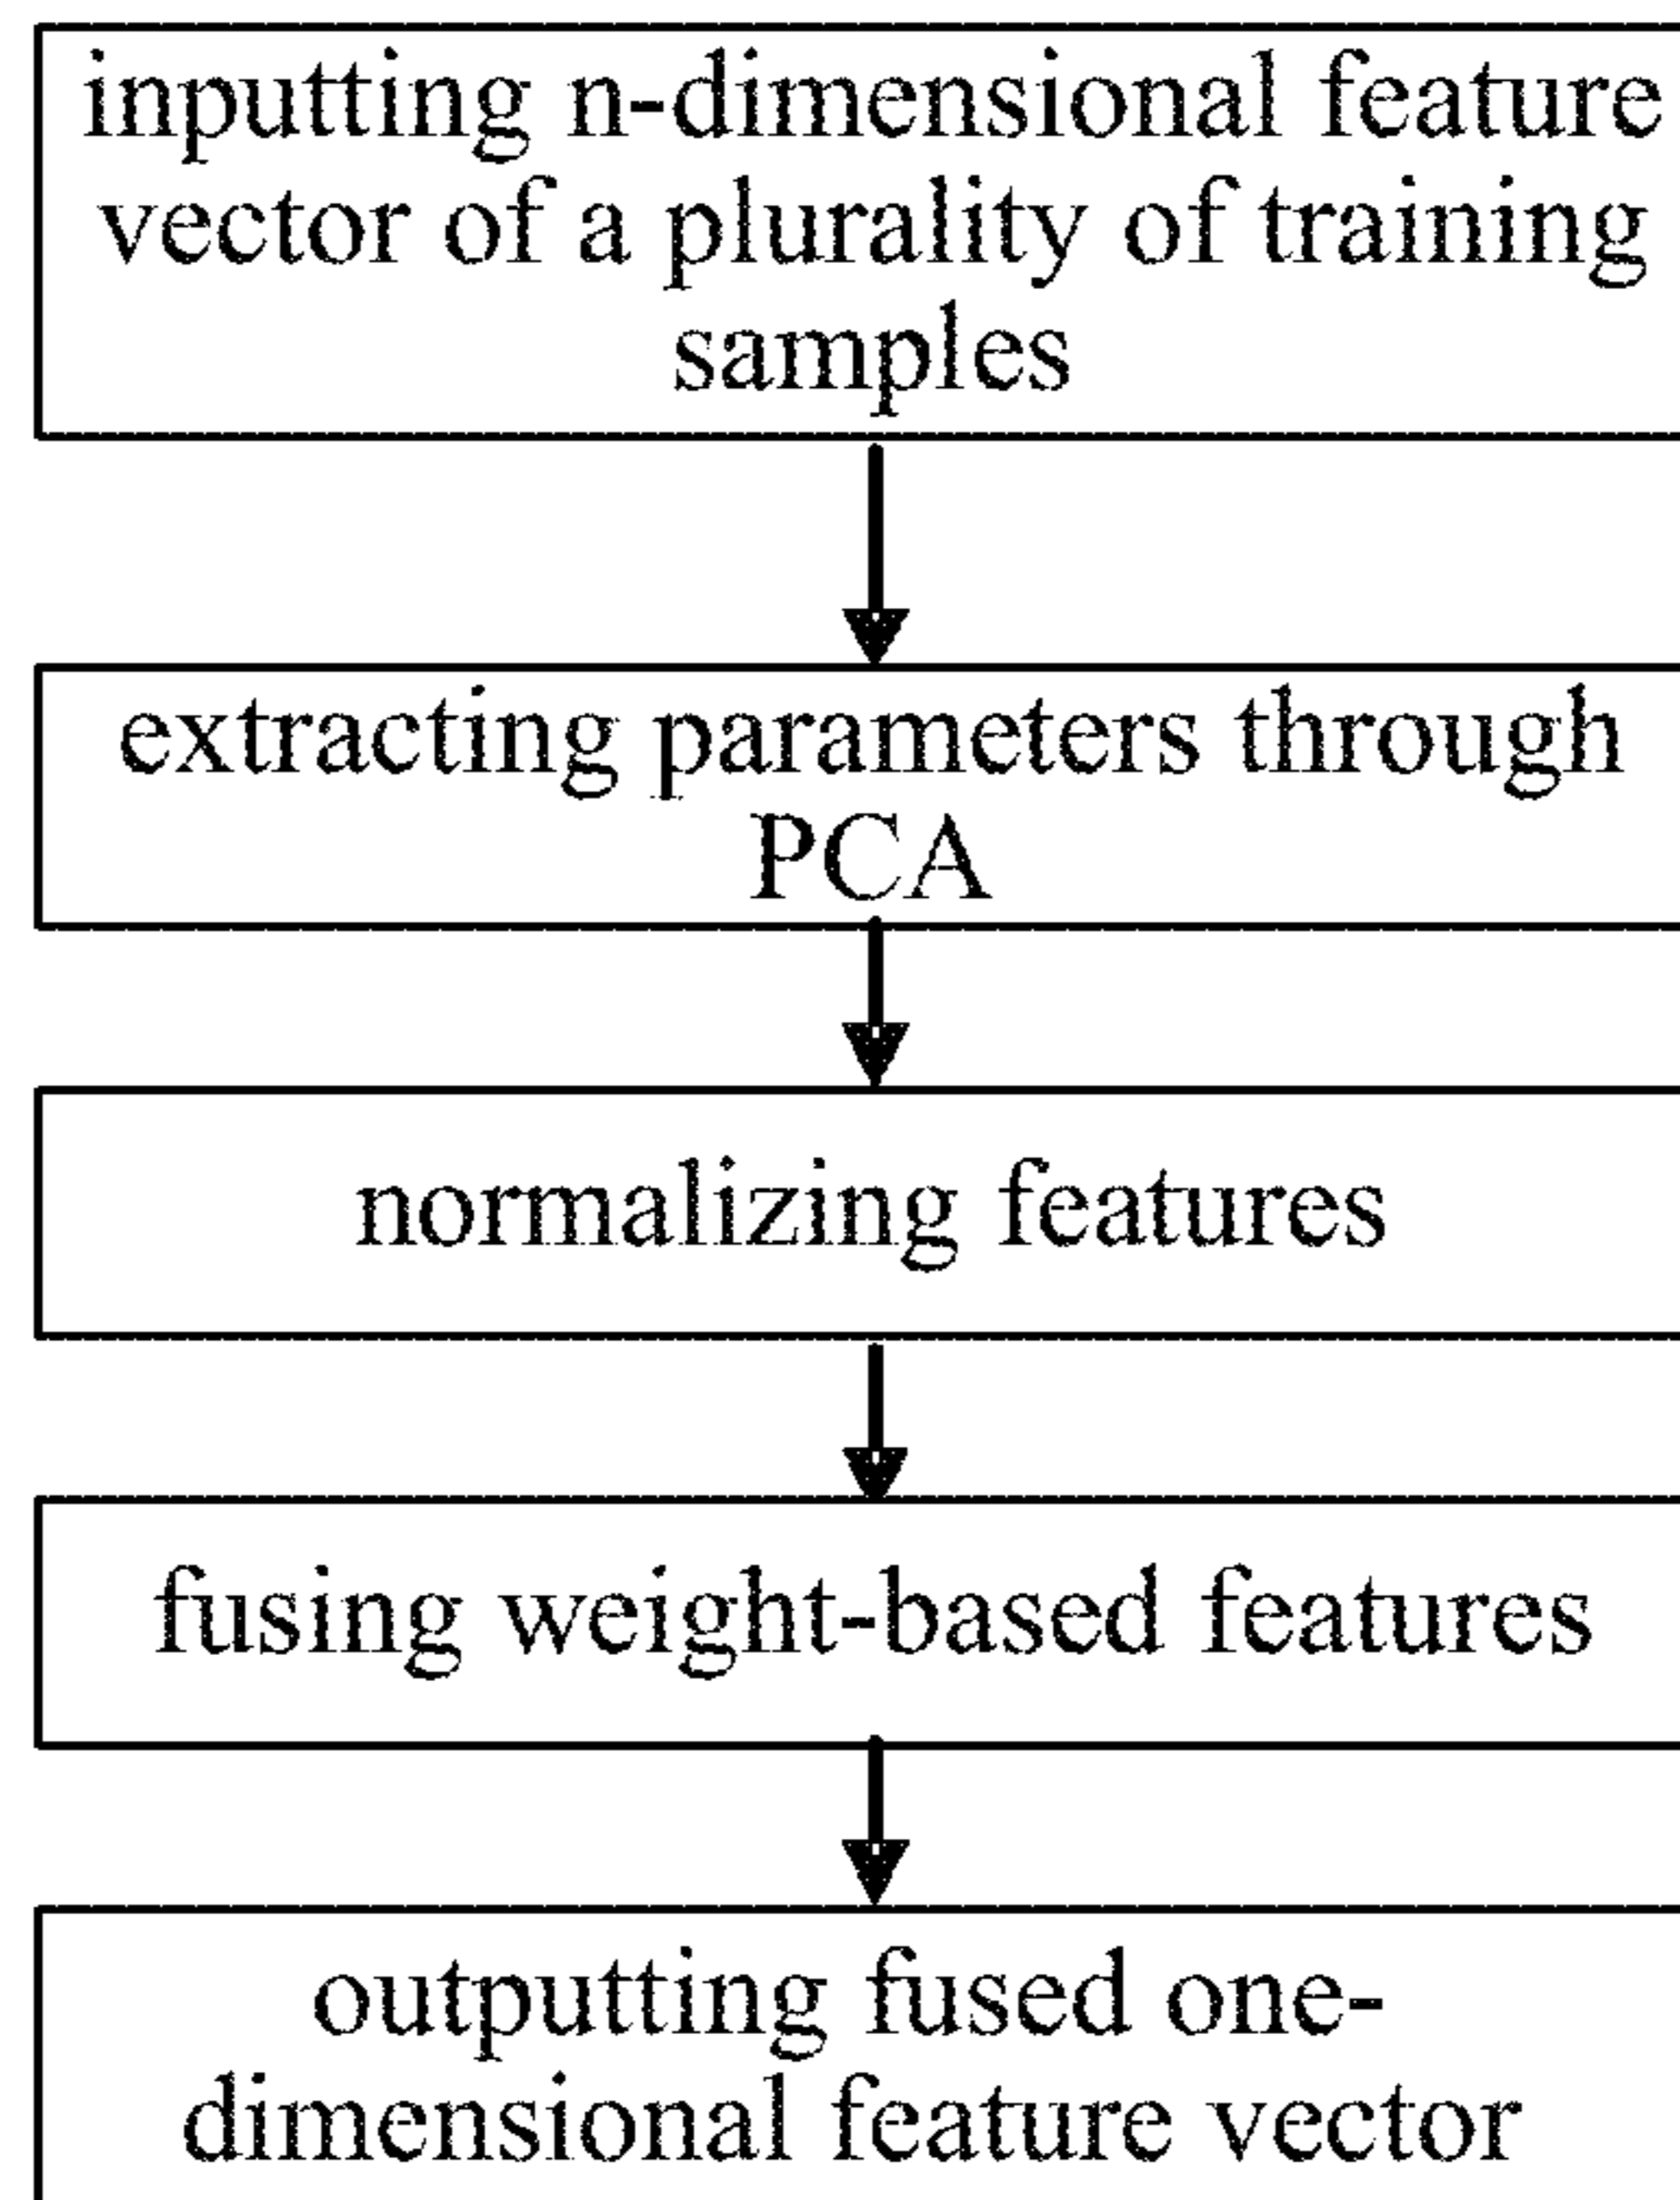 inputting n-dimensional feature
vector of a plurality of training
samples
extracting parameters through
PCA
normalizing features
fusing weight-based features
outputting fused one-
dimensional feature vector